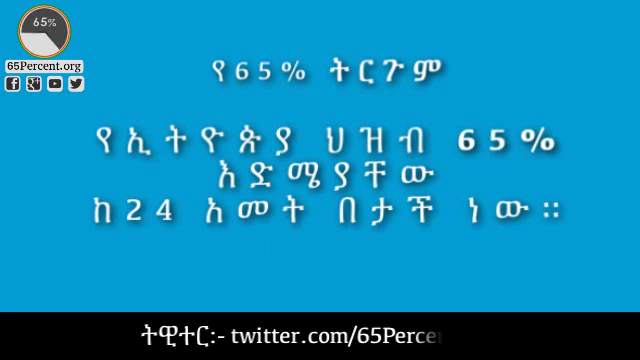 65%
65Percent.org
የ65% ትርጉም
የኢትዮጵያ ህዝብ 65%
እድሜያቸው
ከ24 አመት በታች ነው።
ትዊተር:- twitter.com/65Percen